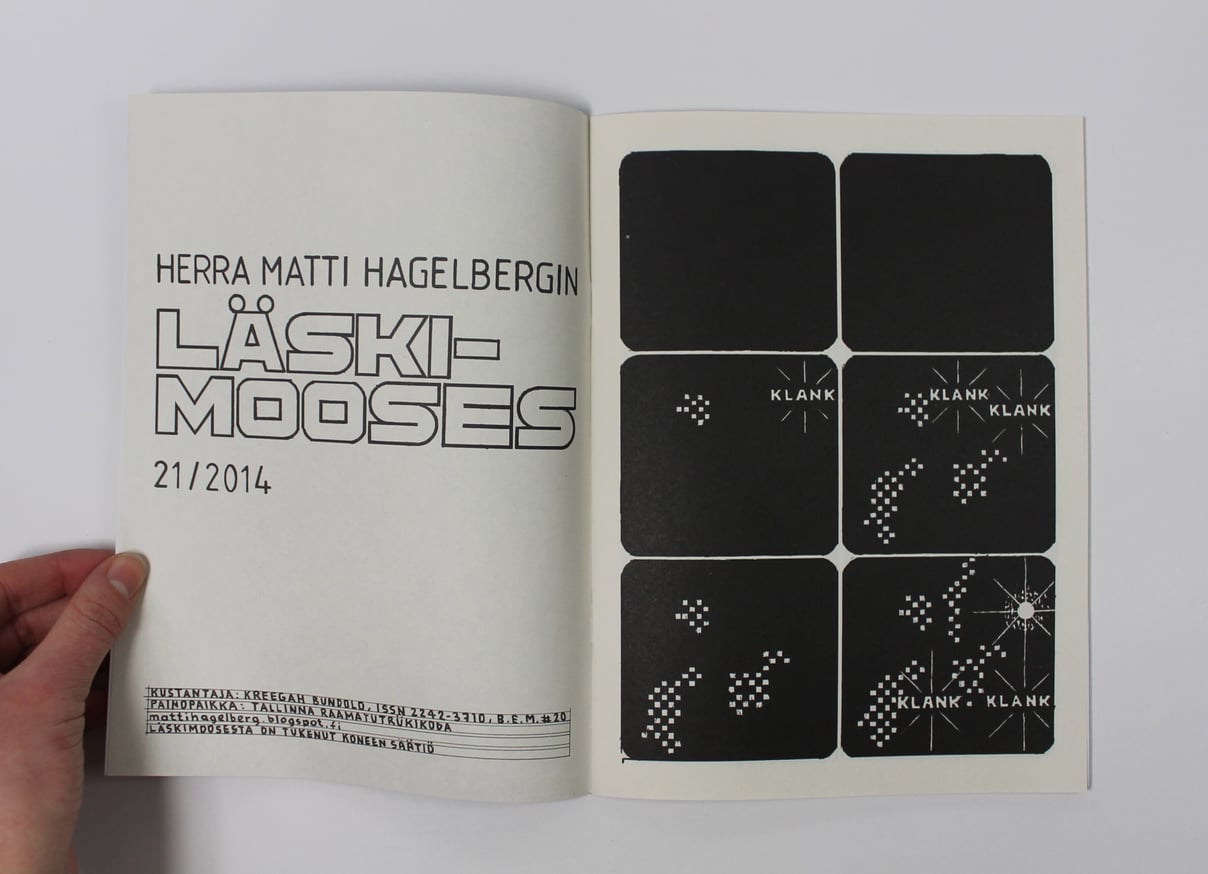 HERRA MATTI HAGELBERGIN
LÄSKI-
MOOSES
21/2014
KUSTANTAJA: KREEGAH BUNDOLO, ISSN 2242-3710, B.E.M. #20
PAINOPAIKKA: TALLINNA RAAMATUTRÜKIKODA
mattihagelberg.blogspot.fi
LÄSKIMOOSESTA ON TUKENUT KONEEN SÄÄTIÖ
KLANK
KLANK
KLANK
KLANK
KLANK